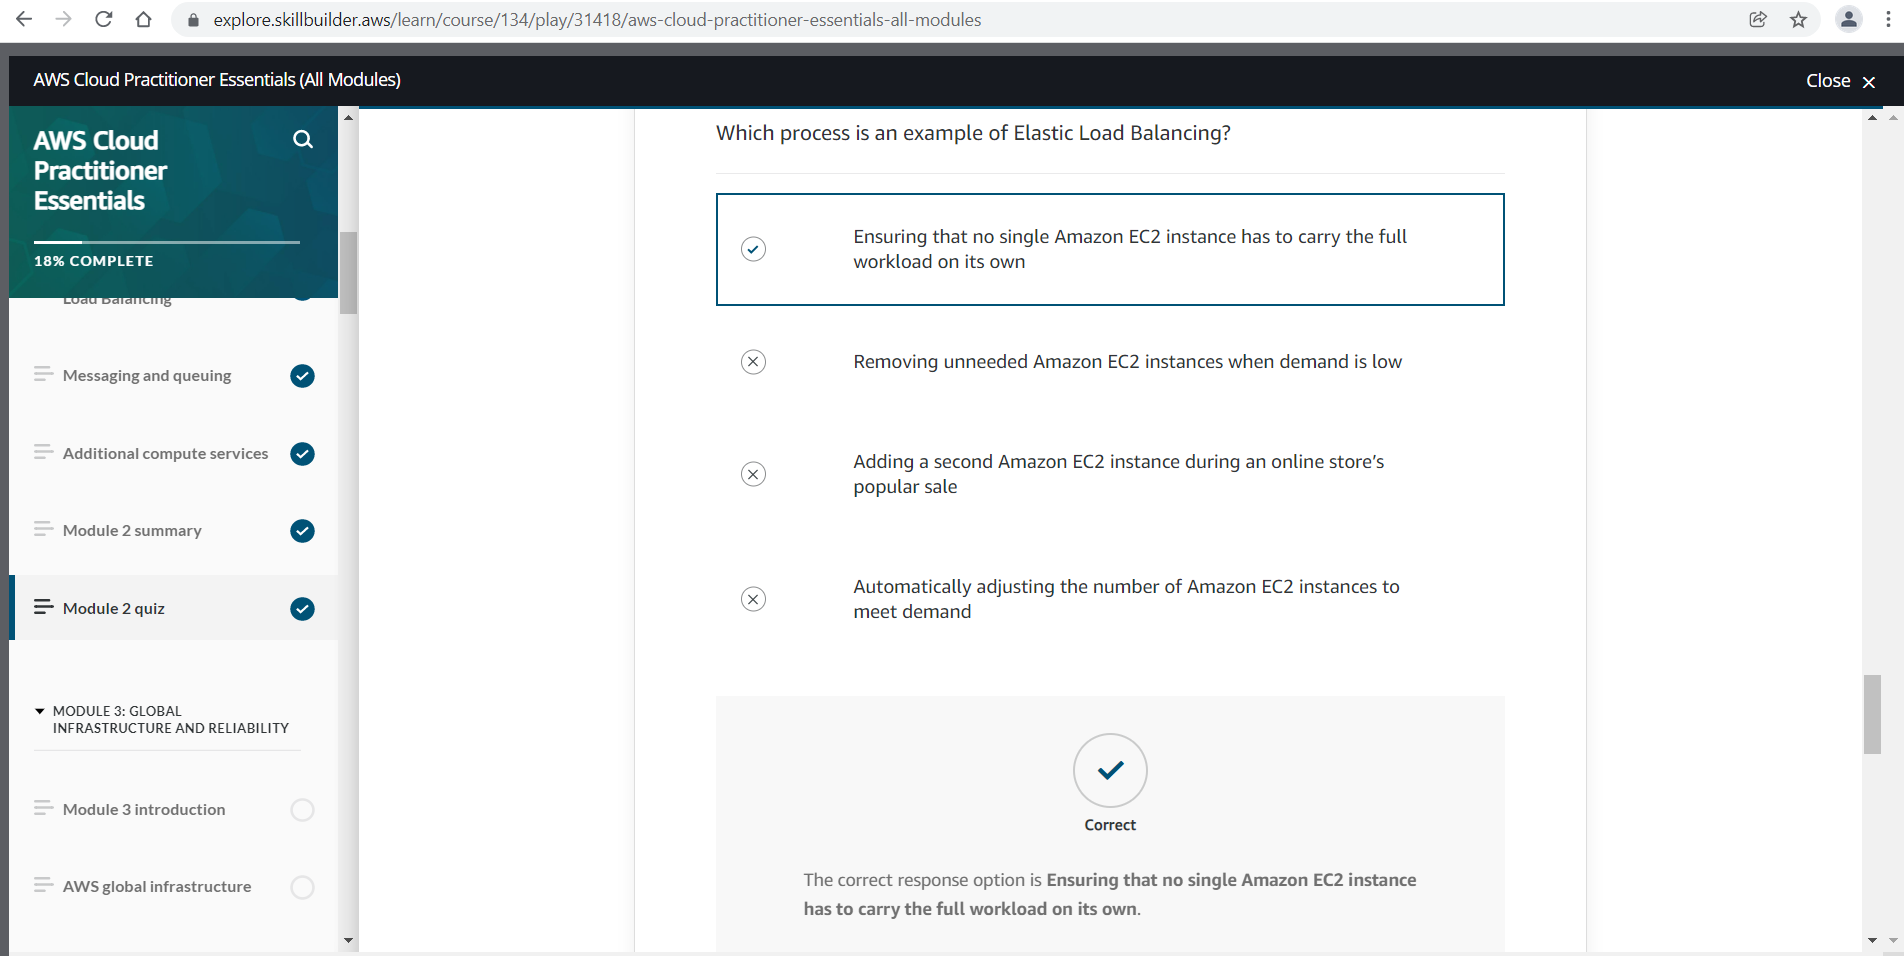 explore.skillbuilder.aws/learn/course/134/play/31418/aws-cloud-practitioner-essentials-all-modules
AWS Cloud Practitioner Essentials (All Modules)
Close
AWS Cloud
Practitioner
Essentials
18% COMPLETE
Load Balancing
Messaging and queuing
Additional compute services
Module 2 summary
Module 2 quiz
MODULE 3: GLOBAL
INFRASTRUCTURE AND RELIABILITY
Module 3 introduction
AWS global infrastructure
Which process is an example of Elastic Load Balancing?
Ensuring that no single Amazon EC2 instance has to carry the full
workload on its own
Removing unneeded Amazon EC2 instances when demand is low
Adding a second Amazon EC2 instance during an online store’s
popular sale
Automatically adjusting the number of Amazon EC2 instances to
meet demand
Correct
The correct response option is Ensuring that no single Amazon EC2 instance
has to carry the full workload on its own.